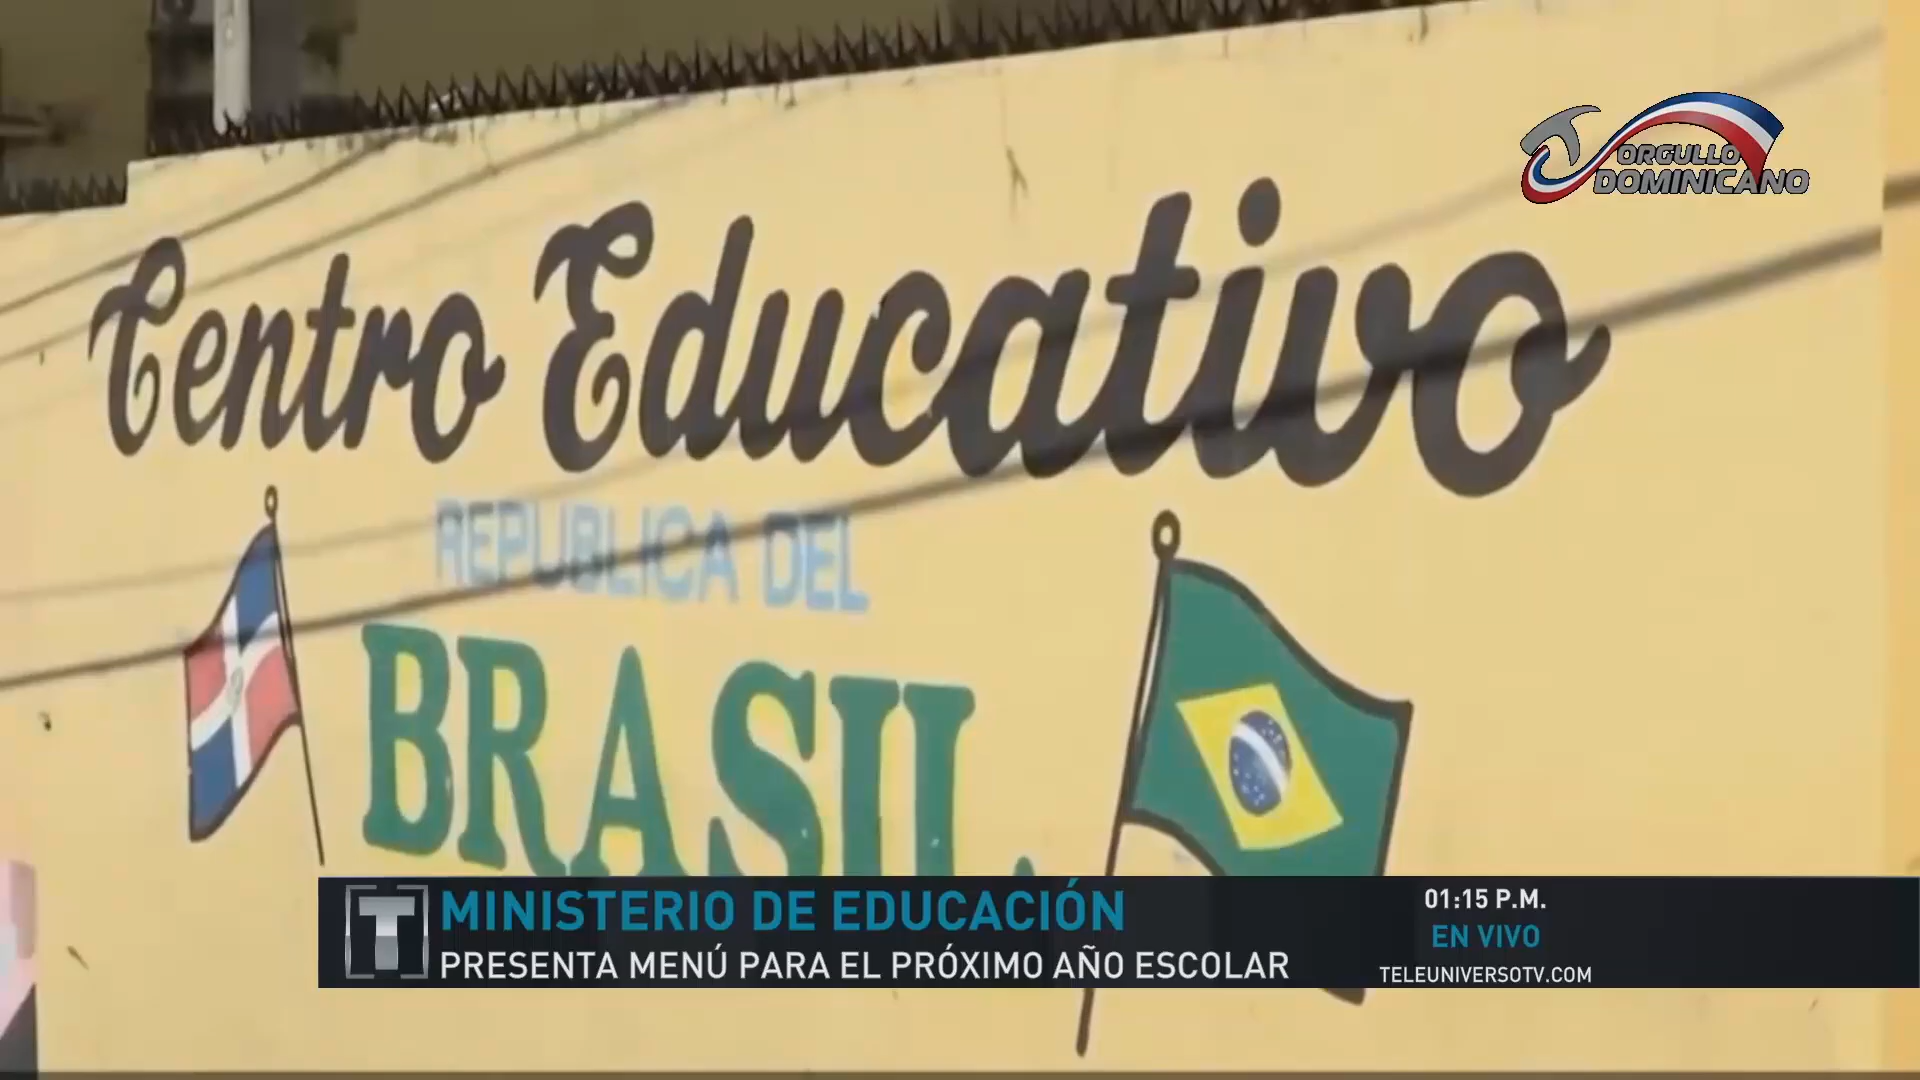 ORGULLO
DOMINICANO
Centro Educativo
REPUBLICA DEL
BRASIL.
MINISTERIO DE EDUCACIÓN
PRESENTA MENÚ PARA EL PRÓXIMO AÑO ESCOLAR
01:15 P.M.
EN VIVO
TELEUNIVERSOTV.COM